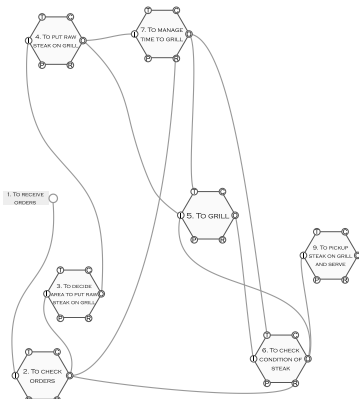 4. To put raw
steak on grill
7. To manage
time to grill
1. To receive
orders
5. To grill
9. To pickup
steak on grill
and serve
3. To decide
area to put raw
steak on grill
6. To check
condition of
steak
2. To check
orders